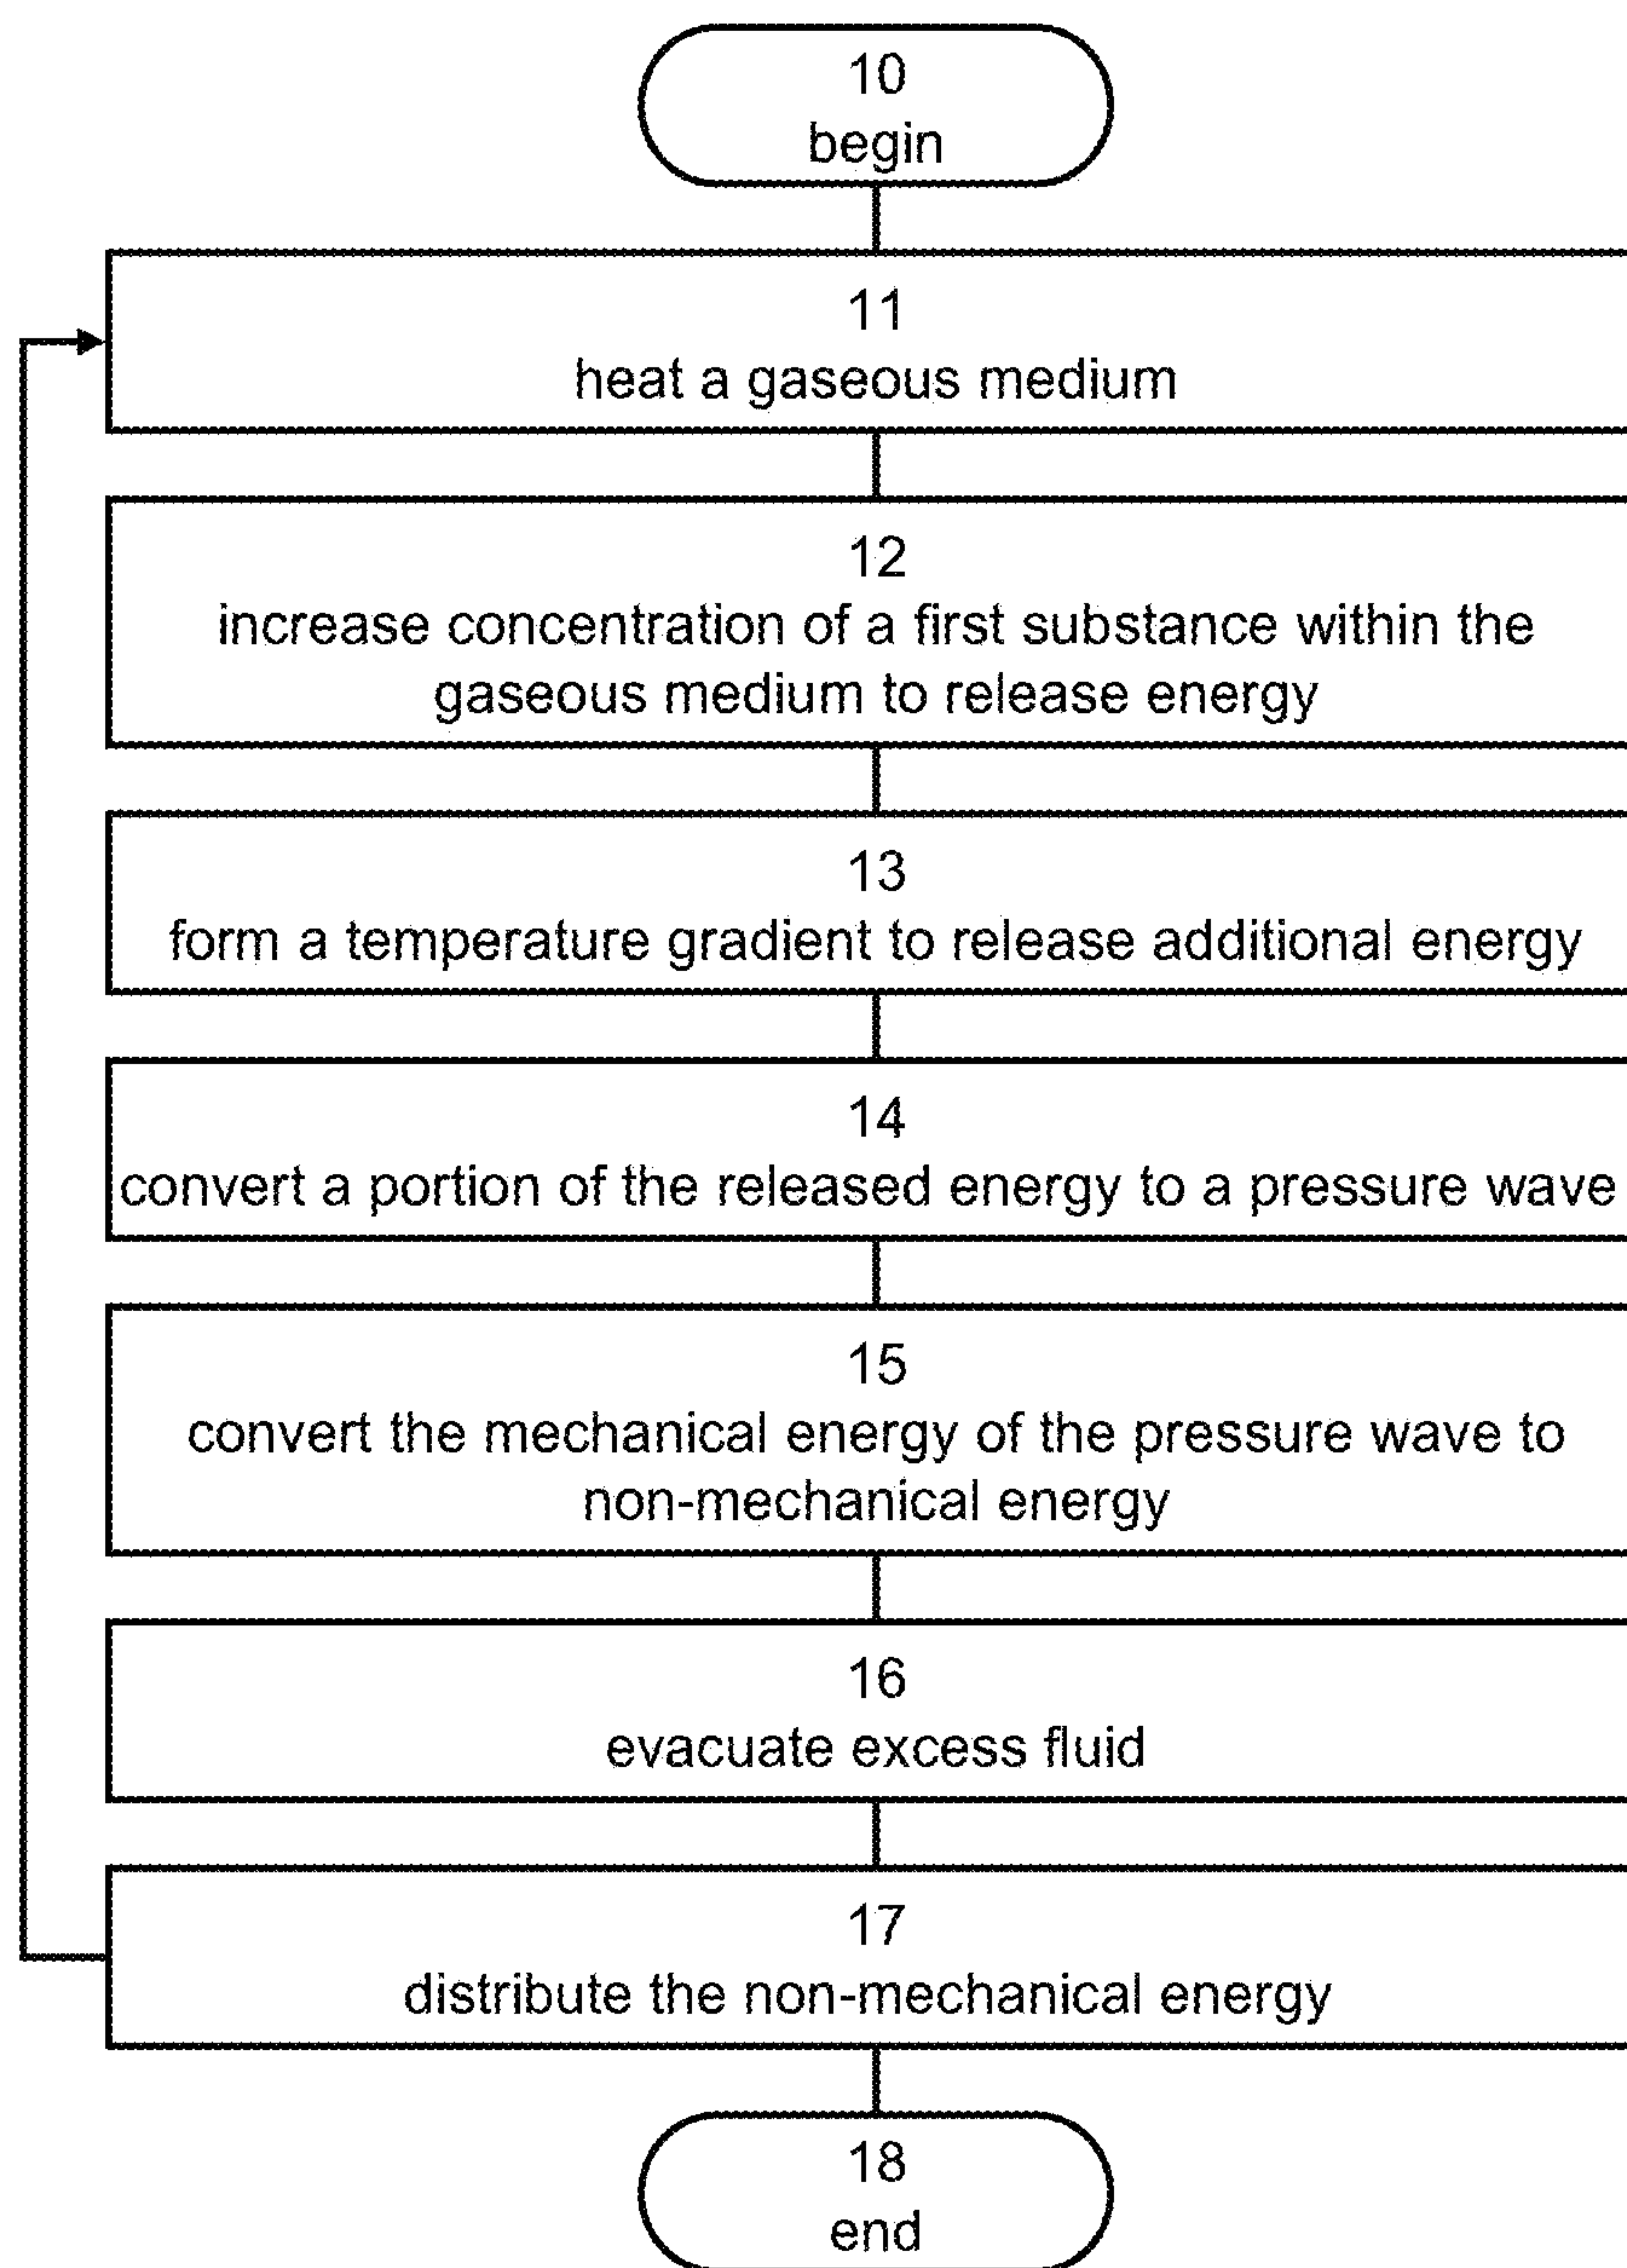 10
begin
11
heat a gaseous medium
12
increase concentration of a first substance within the
gaseous medium to release energy
13
form a temperature gradient to release additional energy
14
convert a portion of the released energy to a pressure wave
15
convert the mechanical energy of the pressure wave to
non-mechanical energy
16
evacuate excess fluid
17
distribute the non-mechanical energy
18
end